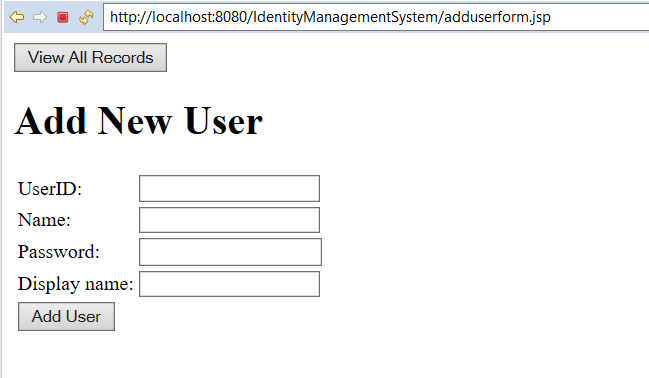 http://localhost:8080/IdentityManagementSystem/adduserform.jsp
View All Records
Add New User
UserID:
Name:
Password:
Display name:
Add User